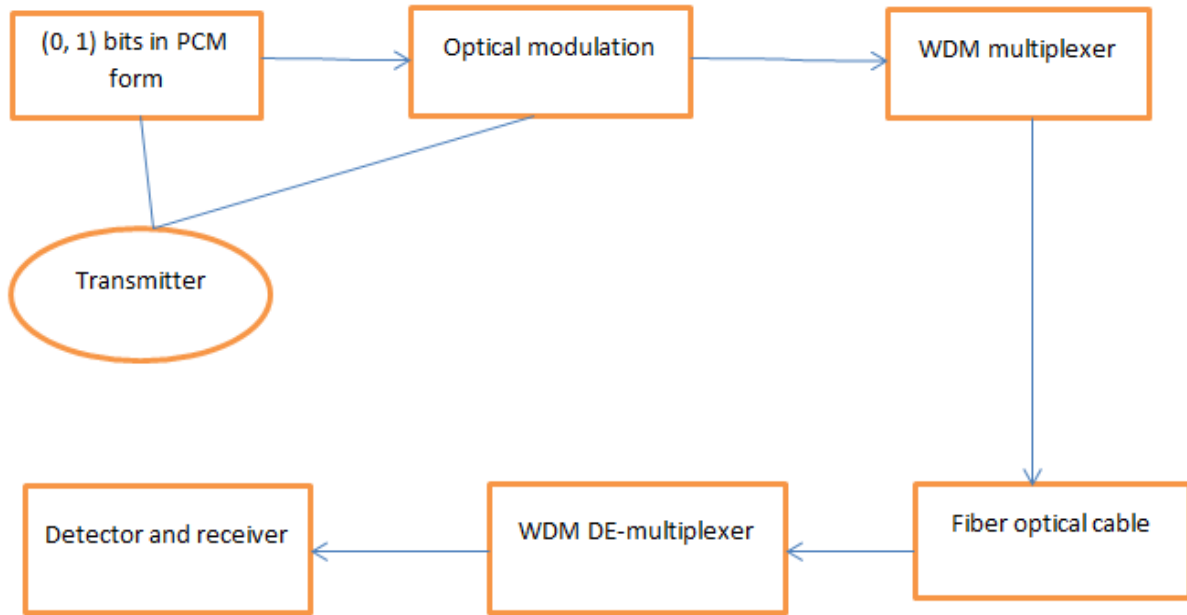 (0, 1) bits in PCM
form
Optical modulation
WDM multiplexer
Transmitter
Detector and receiver
WDM DE-multiplexer
Fiber optical cable